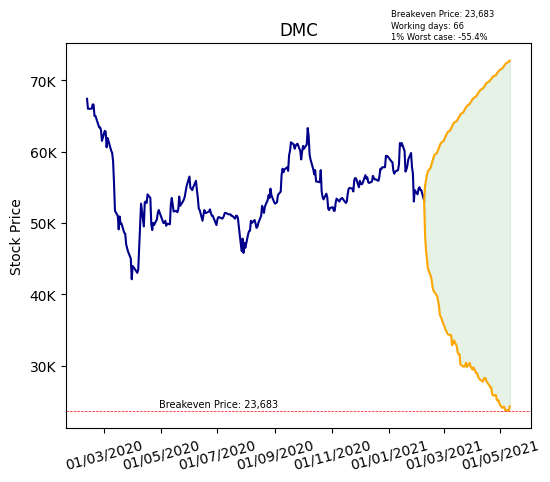 Breakeven Price: 23,683
Working days: 66
1% Worst case: -55.4%
DMC
Stock Price
70K
60K
50K
40K
30K
Breakeven Price: 23,683
01/03/2020
01/05/2020
01/07/2020
01/09/2020
01/11/2020
01/01/2021
01/03/2021
01/05/2021